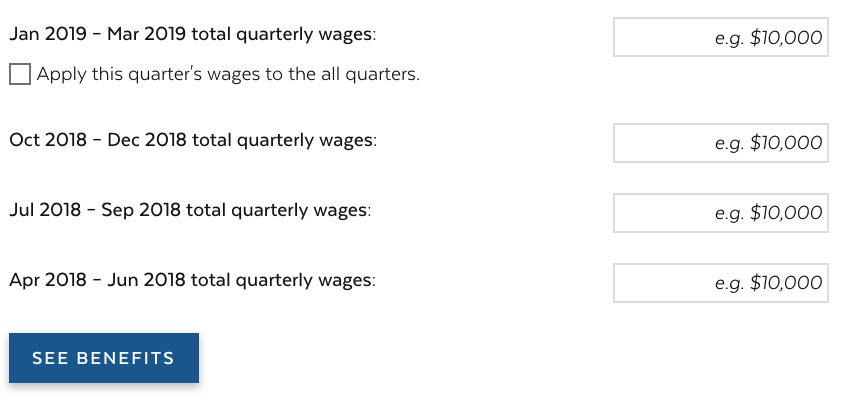 Jan 2019 – Mar 2019 total quarterly wages:
e.g. $10,000
Apply this quarter's wages to the all quarters.
Oct 2018 – Dec 2018 total quarterly wages:
e.g. $10,000
Jul 2018 – Sep 2018 total quarterly wages:
e.g. $10,000
Apr 2018 – Jun 2018 total quarterly wages:
e.g. $10,000
SEE BENEFITS